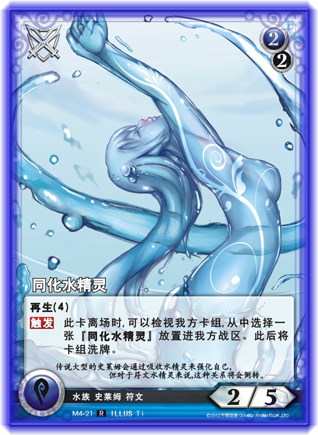 2
2
同化水精灵
再生(4)
触发 此卡离场时,可以检视我方卡组,从中选择一
张『同化水精灵』放置进我方战区。此后将
卡组洗牌。
传说大型的史莱姆会通过吸收水精灵来强化自己,
但对于符文水精灵来说,这种关系将会倒转。
水族 史莱姆 符文
2/5
M4-21 R ILLUS Ti